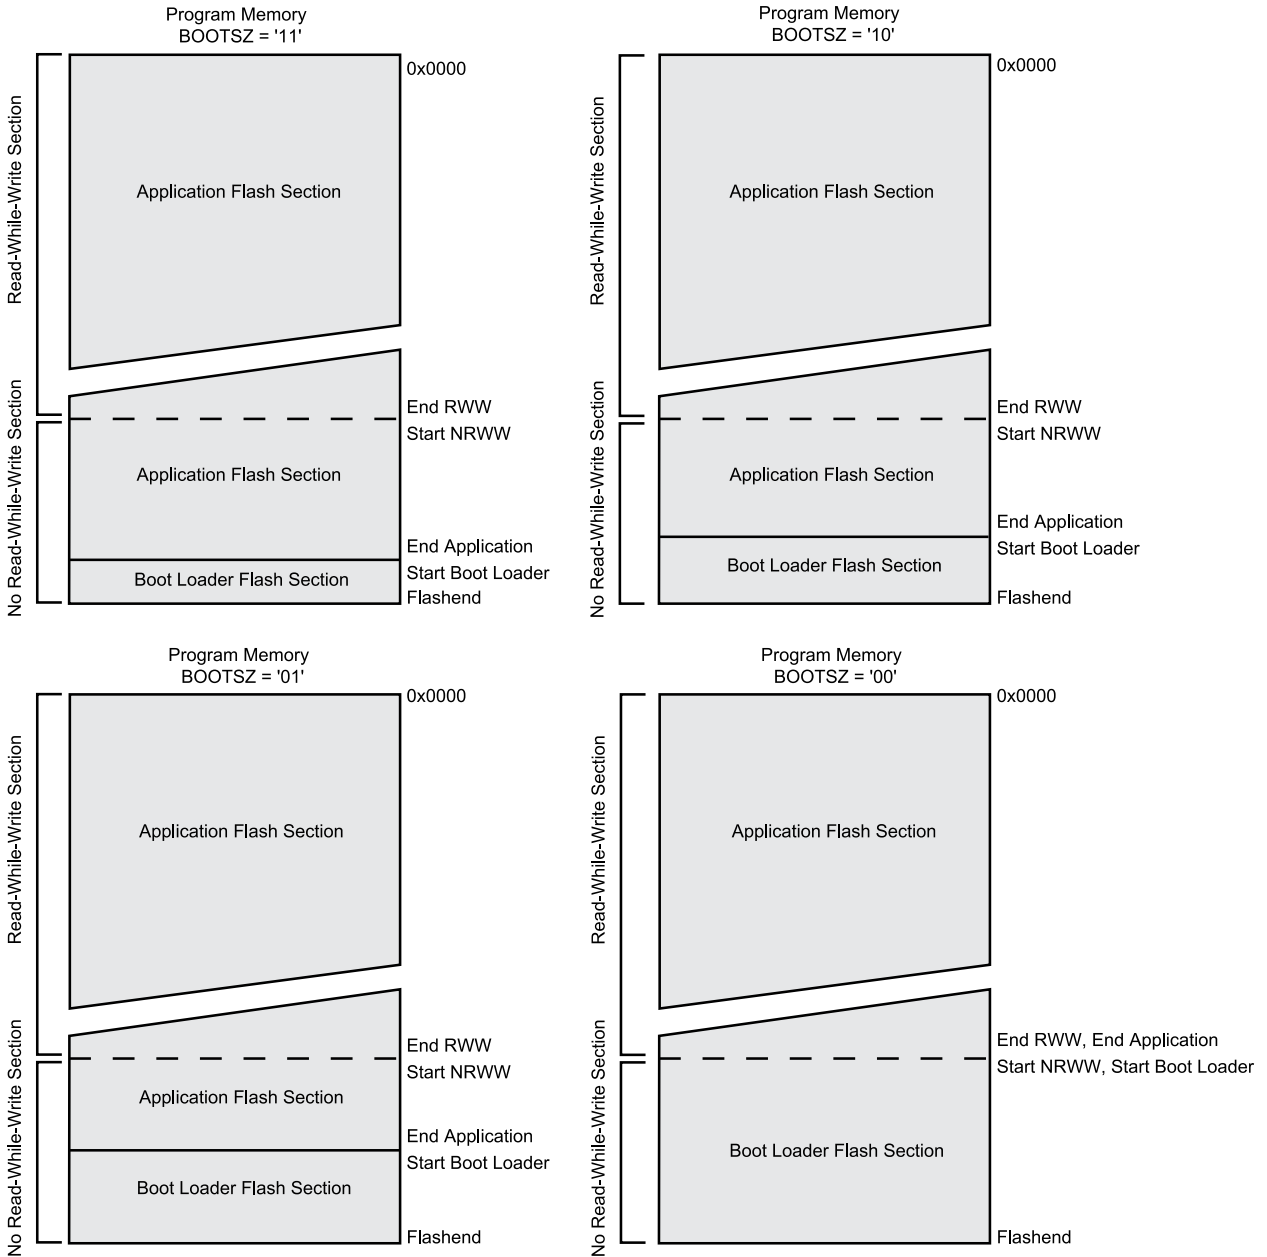 Program Memory
BOOTSZ = '11'
0x0000
Read-While-Write Section
Application Flash Section
End RWW
Start NRWW
No Read-While-Write Section
Application Flash Section
End Application
Start Boot Loader
Boot Loader Flash Section
Flashend
Program Memory
BOOTSZ = '10'
0x0000
Read-While-Write Section
Application Flash Section
End RWW
Start NRWW
No Read-While-Write Section
Application Flash Section
End Application
Start Boot Loader
Boot Loader Flash Section
Flashend
Program Memory
BOOTSZ = '01'
0x0000
Read-While-Write Section
Application Flash Section
End RWW
Start NRWW
No Read-While-Write Section
Application Flash Section
End Application
Start Boot Loader
Boot Loader Flash Section
Flashend
Program Memory
BOOTSZ = '00'
0x0000
Read-While-Write Section
Application Flash Section
End RWW, End Application
Start NRWW, Start Boot Loader
No Read-While-Write Section
Boot Loader Flash Section
Flashend